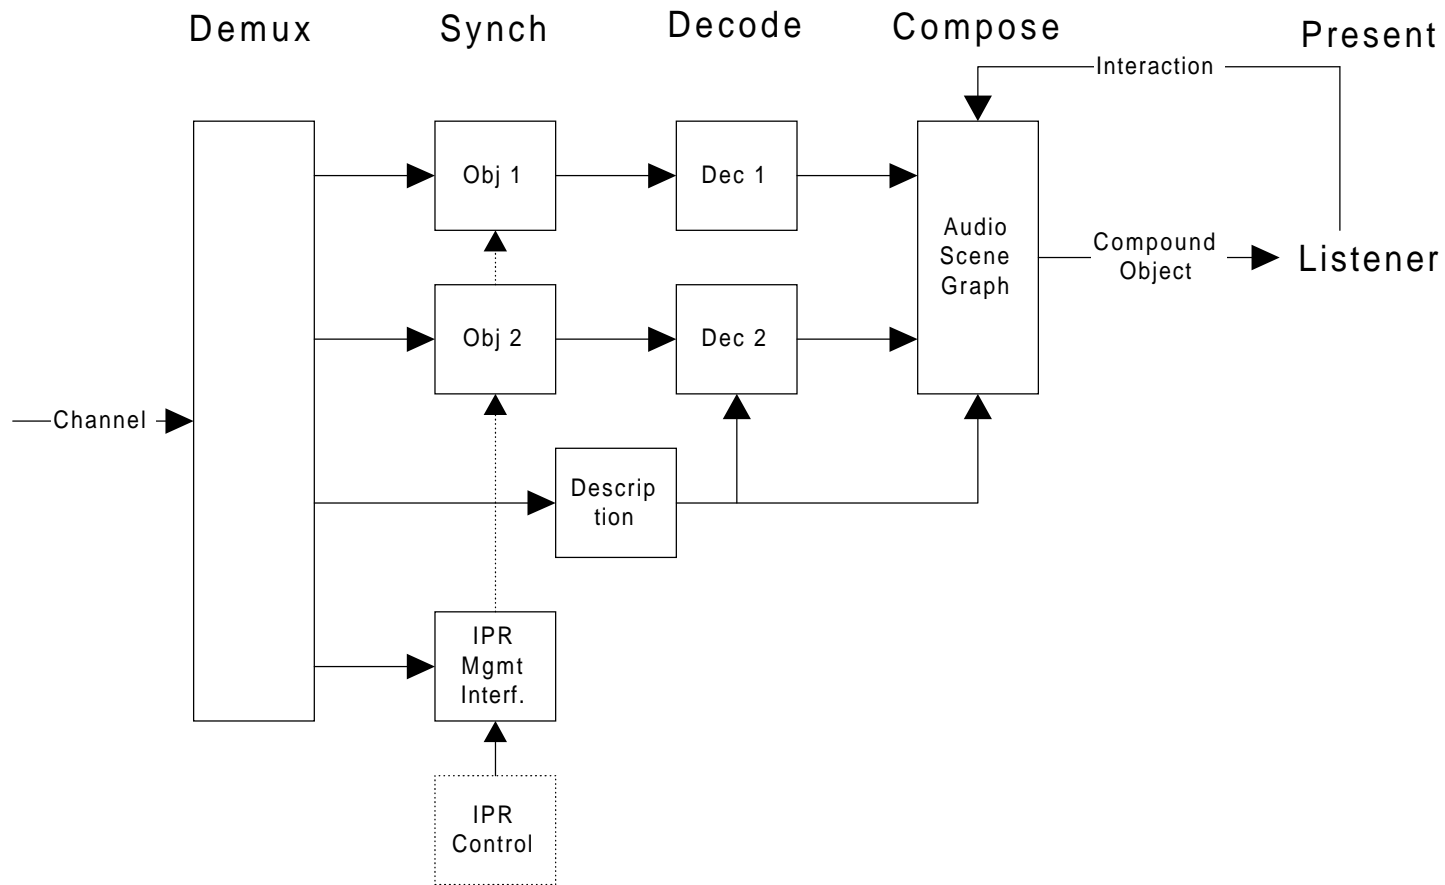 Demux
Synch
Decode
Compose
Present
Interaction
Obj 1
Dec 1
Audio
Scene
Graph
Compound
Object
Listener
Obj 2
Dec 2
Channel
Descrip
tion
IPR
Mgmt
Interf.
IPR
Control